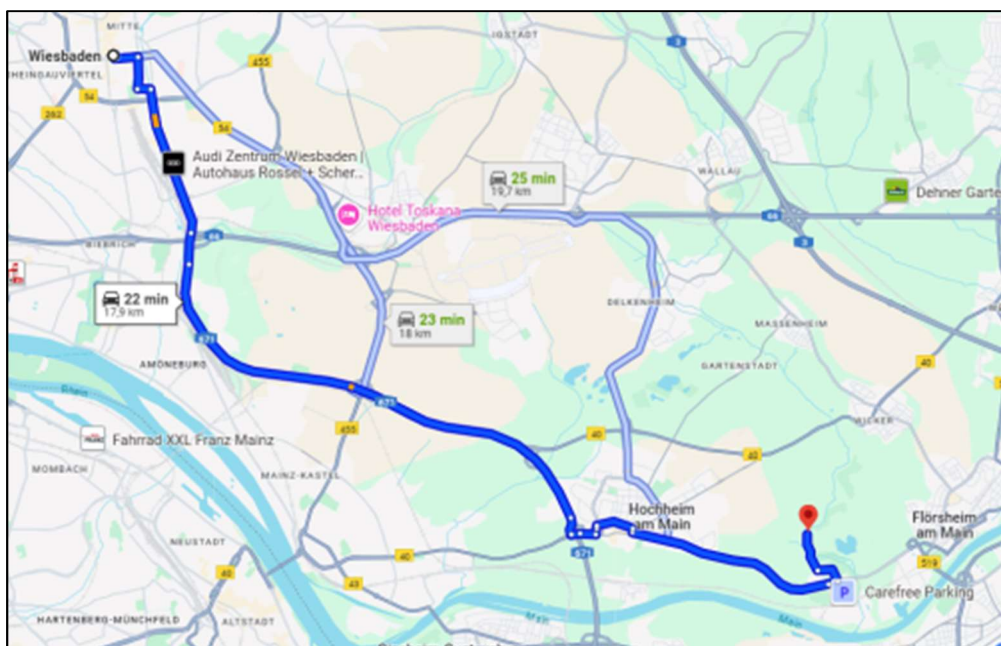 MITTE
IGSTADT
3
Wiesbaden
455
RHEINGAUVIERTEL
54
262
54
Audi Zentrum Wiesbaden |
Autohaus Rossel + Scher..
WALLAU
25 min
19,7 km
Dehner Garte
Hotel Toskana
Wiesbaden
66
66
3
BIEBRICH
22 min
17,9 km
DELKENHEIM
23 min
18 km
MASSENHEIM
671
AMÖNEBURG
40
GARTENSTADT
Rhein
671
455
40
WICKER
Fahrrad XXL Franz Mainz
40
MOMBACH
MAINZ-KASTEL
Hochheim
am Main
Flörsheim
am Main
NEUSTADT
40
671
519
40
43
P
Carefree Parking
HARTENBERG-MÜNCHFELD
ALTSTADT
Main
Main